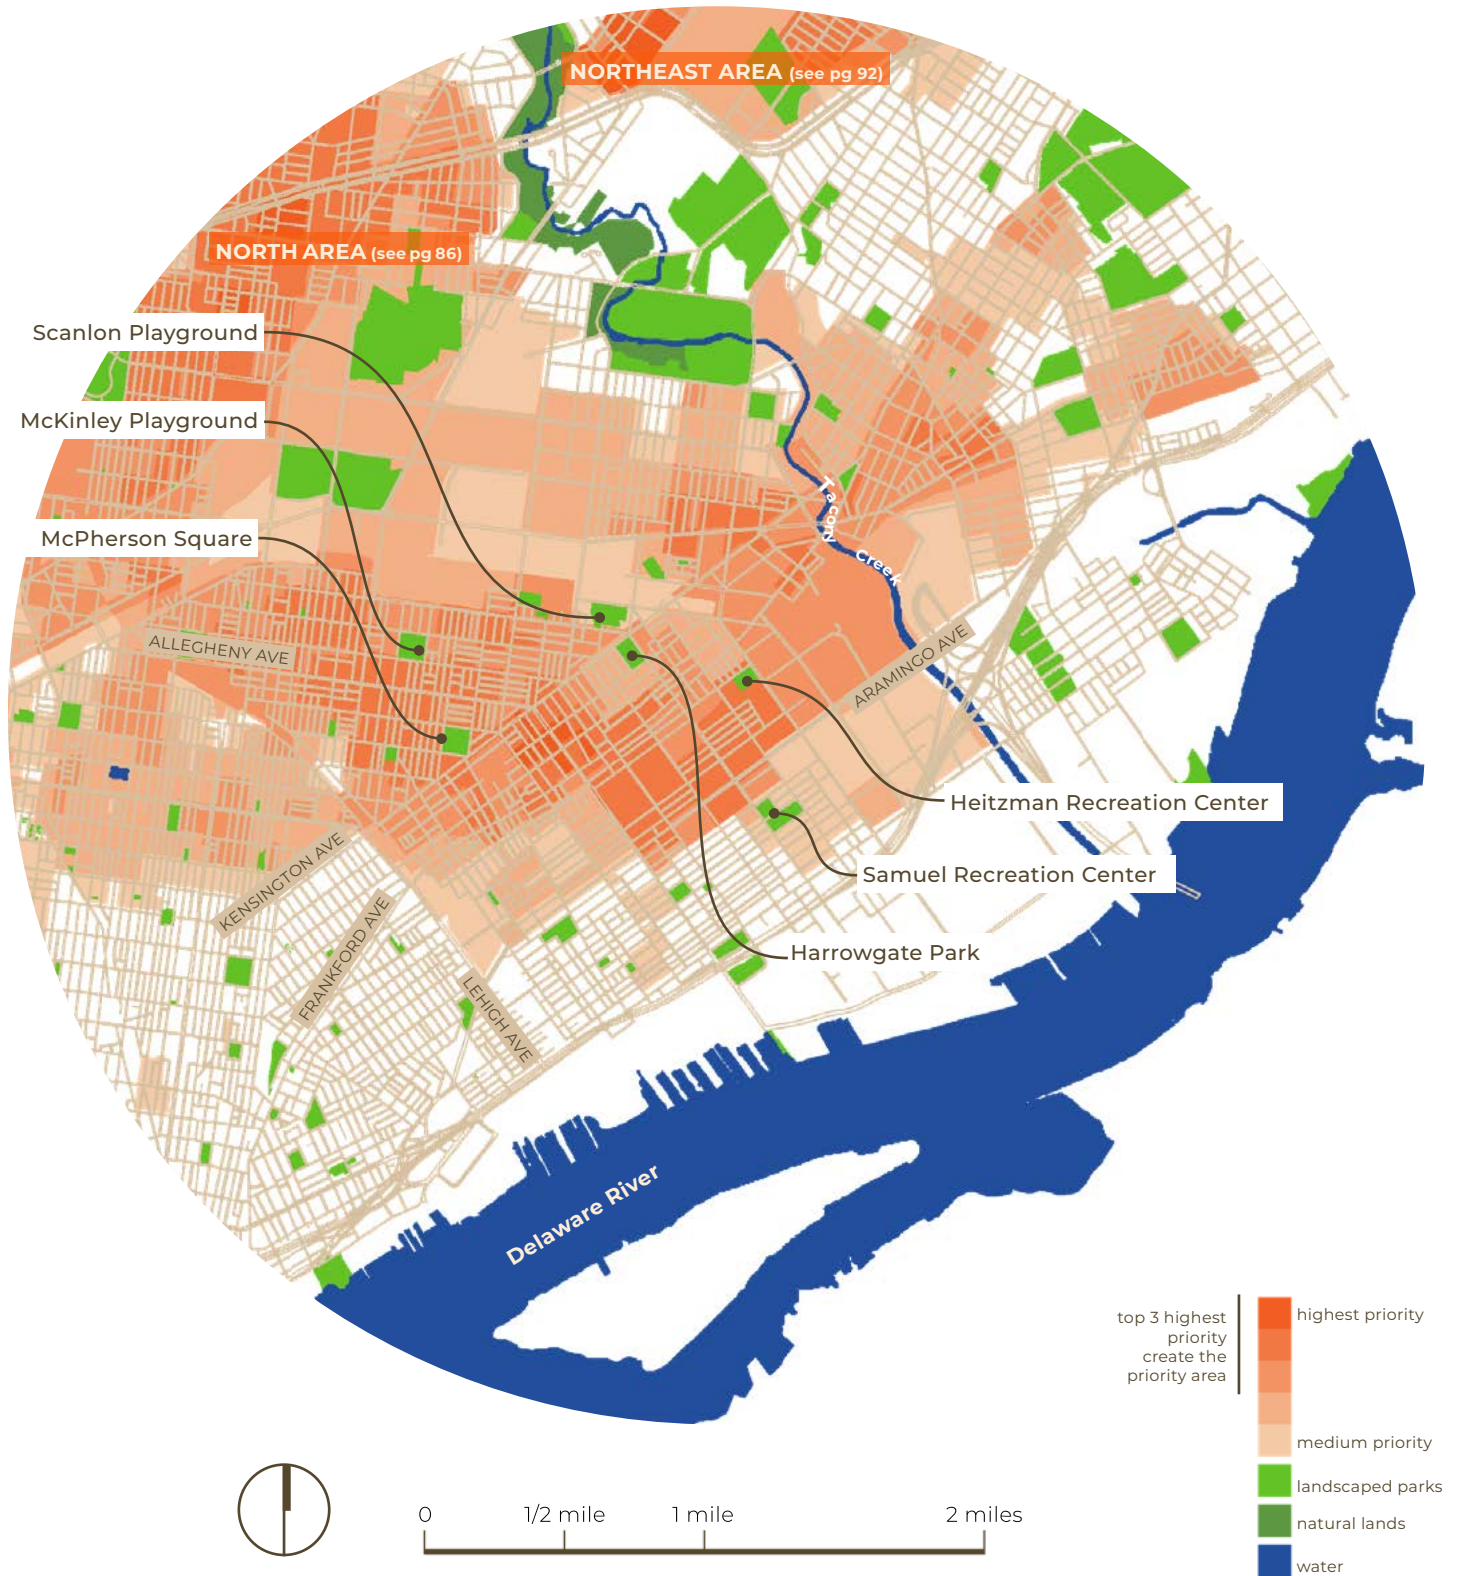 NORTHEAST AREA (see pg 92)
NORTH AREA (see pg 86)
Scanlon Playground
McKinley Playground
McPherson Square
Tacony Creek
ALLEGHENY AVE
ARAMINGO AVE
Heitzman Recreation Center
KENSINGTON AVE
Samuel Recreation Center
FRANKFORD AVE
Harrowgate Park
LEHIGH AVE
Delaware River
top 3 highest
priority
create the
priority area
highest priority
medium priority
landscaped parks
natural lands
water
0 1/2 mile 1 mile 2 miles